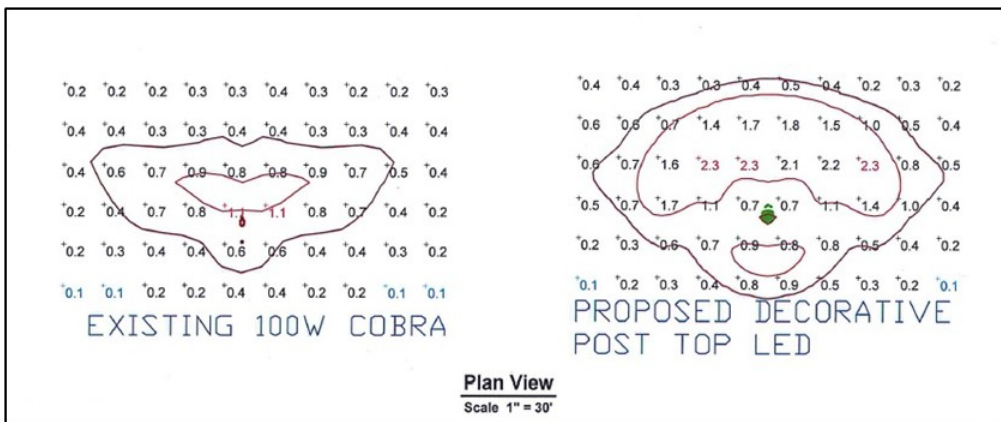 0.2 0.2 0.2 0.3 0.3 0.4 0.3 0.2 0.2 0.3
0.4 0.4 0.3 0.3 0.4 0.4 0.3 0.3 0.4 0.4
0.4 0.6 0.7 0.9 0.8 0.8 0.9 0.7 0.5 0.4
0.2 0.4 0.7 0.8 1.1 1.1 0.8 0.7 0.4 0.2
0.2 0.3 0.4 0.4 0.6 0.6 0.4 0.4 0.3 0.2
0.1 0.1 0.2 0.2 0.4 0.4 0.2 0.2 0.1 0.1
EXISTING 100W COBRA
0.4 0.4 0.3 0.3 0.4 0.5 0.4 0.2 0.3 0.2
0.6 0.6 0.7 1.4 1.7 1.8 1.5 1.0 0.5 0.4
0.6 0.7 1.6 2.3 2.3 2.1 2.2 2.3 0.8 0.5
0.5 0.7 1.7 1.1 0.7 0.7 1.1 1.4 1.0 0.4
0.2 0.3 0.6 0.7 0.9 0.8 0.8 0.5 0.4 0.2
0.1 0.2 0.3 0.4 0.8 0.9 0.5 0.3 0.2 0.1
PROPOSED DECORATIVE
POST TOP LED
Plan View
Scale 1" = 30'